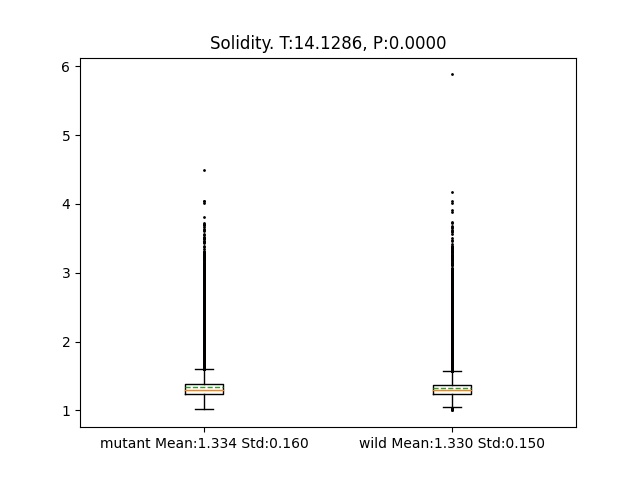 Solidity. T:14.1286, P:0.0000
6
5
4
3
2
1
mutant Mean:1.334 Std:0.160
wild Mean:1.330 Std:0.150